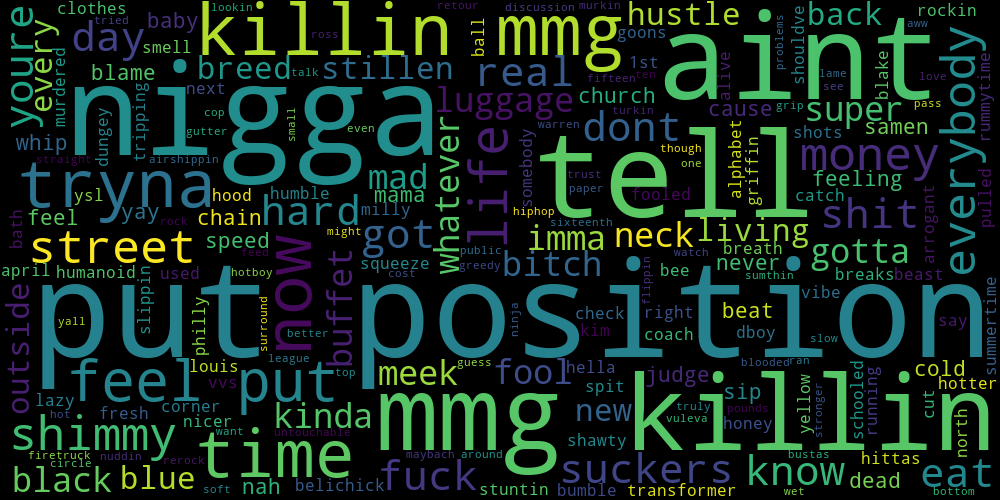 put position
nigga
tell
mmg killin
killin mmg
aint
tryna
feel
put
now
time
life
street
shimmy
real
hard
money
shit
everybody
youre
day
every
clothes
baby
tried
lookin
ross
retour
discussion
murkin
hustle
goons
1st
back
rockin
aww
problems
shouldve
lame
see
blake
love
pass
rummytime
smell
stillen
breed
talk
blame
murdered
whip
dungey
tripping
next
cop
gutter
small
even
luggage
ball
church
fifteen
ten
turkin
cause
alive
grip
super
samen
shots
dont
warren
somebody
though
one
alphabet
griffin
feeling
catch
arrogant
pulled
straight
airshippin
mad
mama
whatever
trust
paper
fooled
hiphop
sixteenth
ysl
hood
humble
milly
bath
feel
yay
chain
rock
might
got
imma
neck
living
breath
watch
gotta
speed
squeeze
public
greedy
cost
bitch
bee
never
sumthin
breaks
beast
april
humanoid
used
feed
hotboy
buffet
flippin
outside
slippin
yall
philly
surround
better
league
top
ninja
check
kim
right
coach
beat
dboy
vibe
slow
say
summertime
louis
vvs
meek
guess
fool
hella
spit
judge
blooded
ran
cold
hotter
lazy
hot
fresh
corner
nicer
want
kinda
new
shawty
truly
vuleva
pounds
sip
honey
yellow
stronger
schooled
running
cut
north
firetruck
circle
nuddin
rerock
untouchable
maybach
around
bustas
hittas
black
blue
soft
nah
belichick
fuck
stuntin
suckers
bumble
transformer
know
wet
dead
eat
bottom